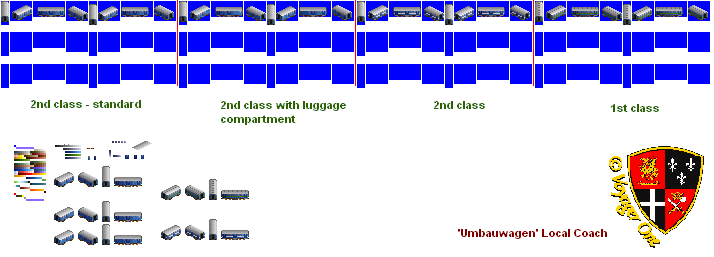 2nd class - standard
2nd class with luggage
compartment
2nd class
1st class
© Voyager One
'Umbauwagen' Local Coach